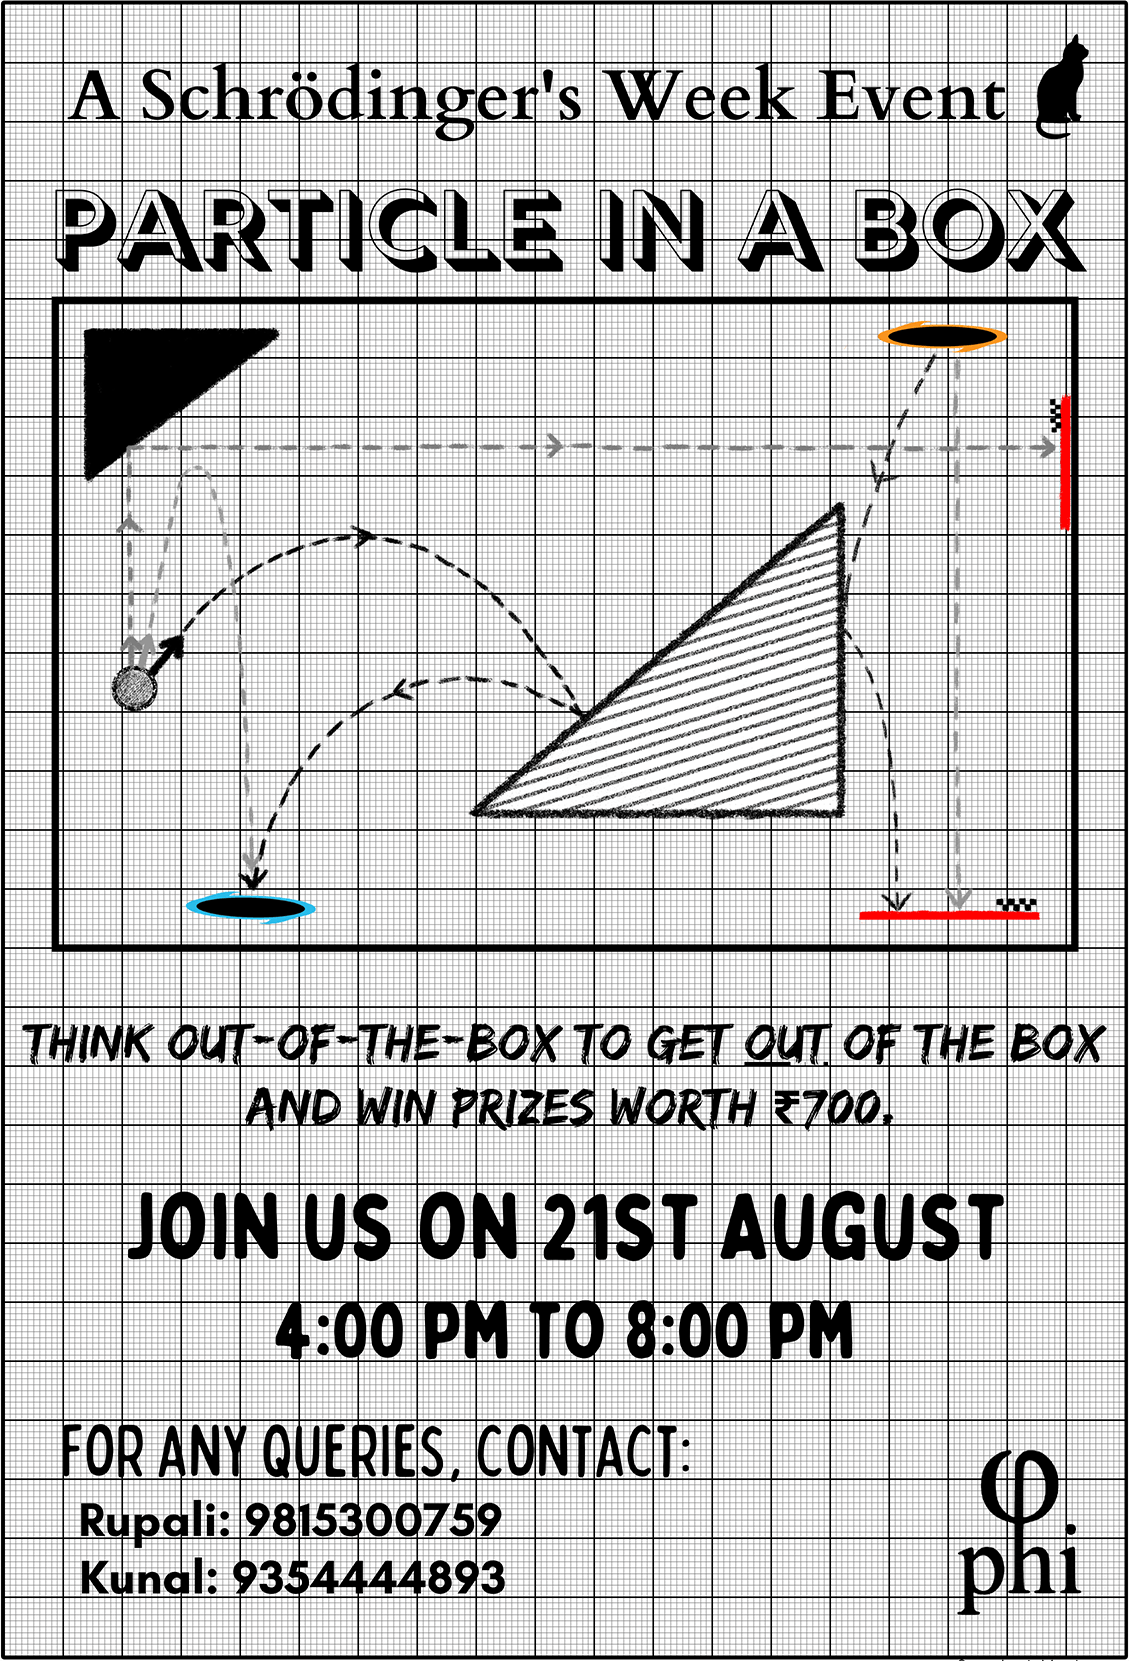 A Schrödinger's Week Event
PARTICLE IN A BOX
THINK OUT-OF-THE-BOX TO GET OUT OF THE BOX
AND WIN PRIZES WORTH ₹700.
JOIN US ON 21ST AUGUST
4:00 PM TO 8:00 PM
FOR ANY QUERIES, CONTACT:
Rupali: 9815300759
Kunal: 9354444893
φ
phi